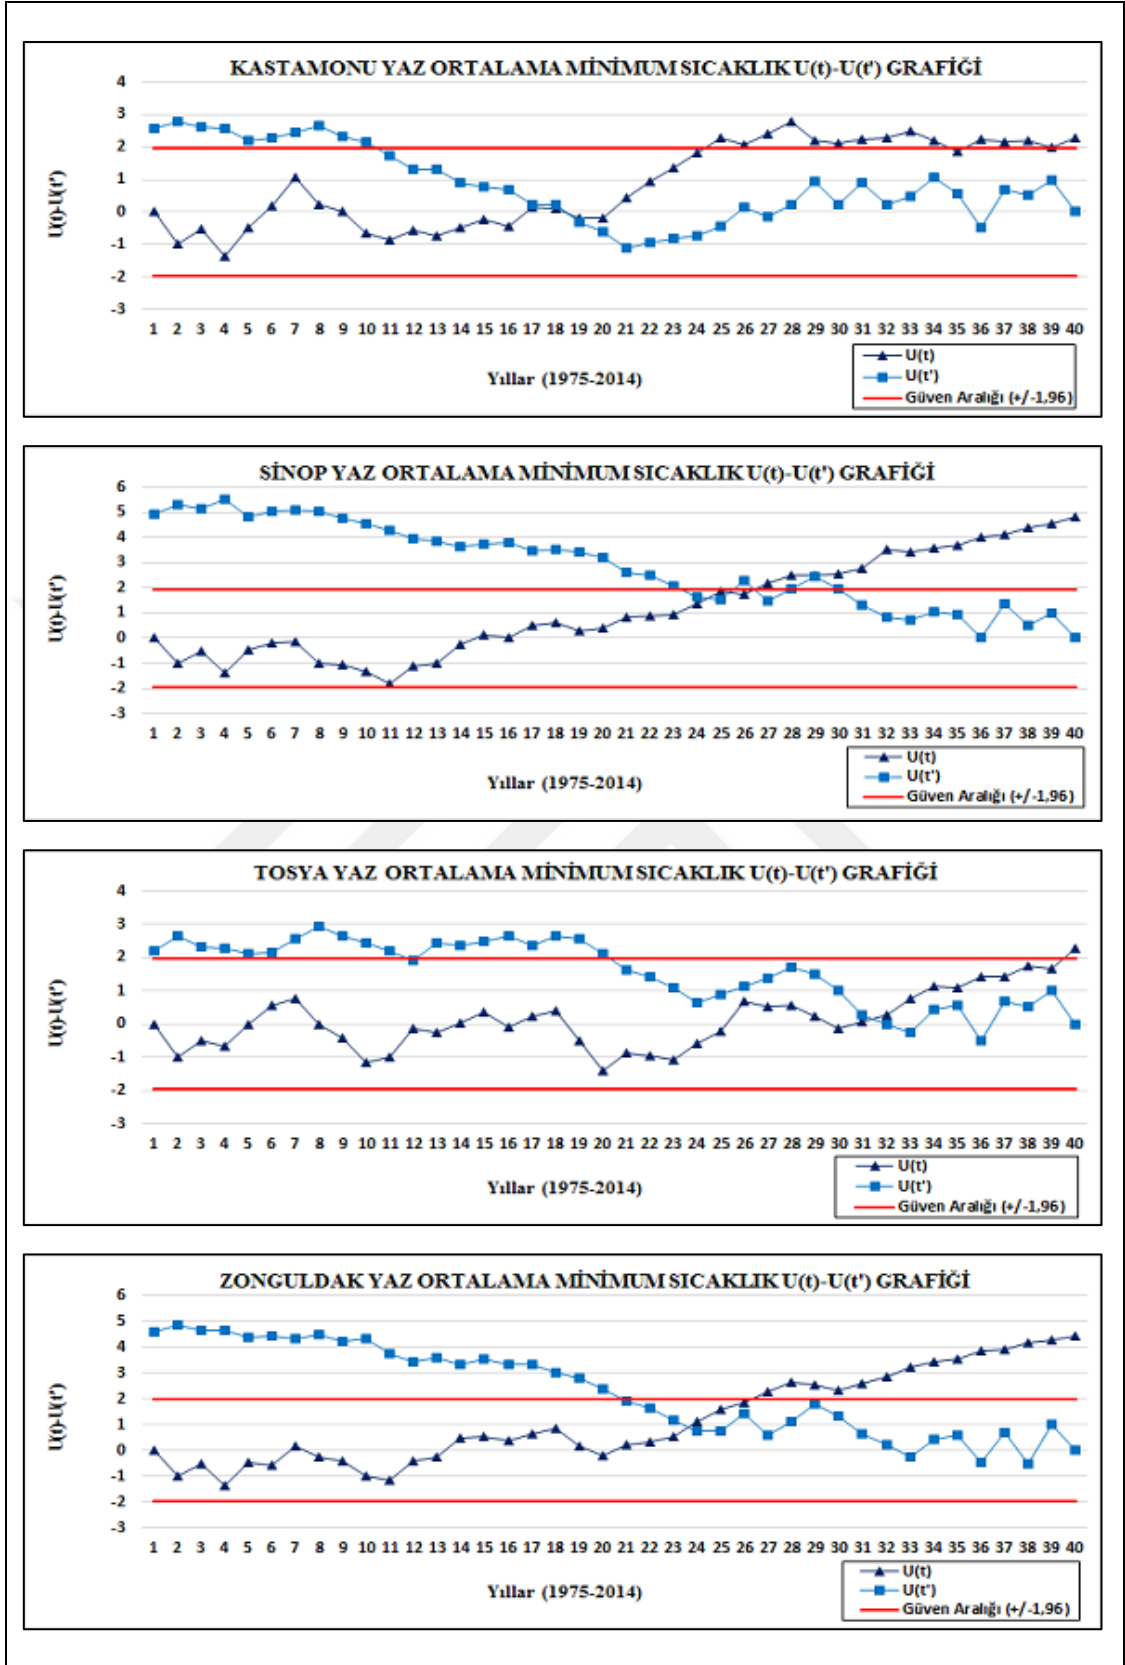 KASTAMONU YAZ ORTALAMA MİNİMUM SICAKLIK U(t)-U(t') GRAFİĞİ
4
3
2
1
0
-1
-2
-3
U(t)-U(t')
1 2 3 4 5 6 7 8 9 10 11 12 13 14 15 16 17 18 19 20 21 22 23 24 25 26 27 28 29 30 31 32 33 34 35 36 37 38 39 40
Yıllar (1975-2014)
U(t)
U(t')
Güven Aralığı (+/-1,96)
SİNOP YAZ ORTALAMA MİNİMUM SICAKLIK U(t)-U(t') GRAFİĞİ
6
5
4
3
2
1
0
-1
-2
-3
U(t)-U(t')
1 2 3 4 5 6 7 8 9 10 11 12 13 14 15 16 17 18 19 20 21 22 23 24 25 26 27 28 29 30 31 32 33 34 35 36 37 38 39 40
Yıllar (1975-2014)
U(t)
U(t')
Güven Aralığı (+/-1,96)
TOSYA YAZ ORTALAMA MİNİMUM SICAKLIK U(t)-U(t') GRAFİĞİ
4
3
2
1
0
-1
-2
-3
U(t)-U(t')
1 2 3 4 5 6 7 8 9 10 11 12 13 14 15 16 17 18 19 20 21 22 23 24 25 26 27 28 29 30 31 32 33 34 35 36 37 38 39 40
Yıllar (1975-2014)
U(t)
U(t')
Güven Aralığı (+/-1,96)
ZONGULDAK YAZ ORTALAMA MİNİMUM SICAKLIK U(t)-U(t') GRAFİĞİ
6
5
4
3
2
1
0
-1
-2
-3
U(t)-U(t')
1 2 3 4 5 6 7 8 9 10 11 12 13 14 15 16 17 18 19 20 21 22 23 24 25 26 27 28 29 30 31 32 33 34 35 36 37 38 39 40
Yıllar (1975-2014)
U(t)
U(t')
Güven Aralığı (+/-1,96)